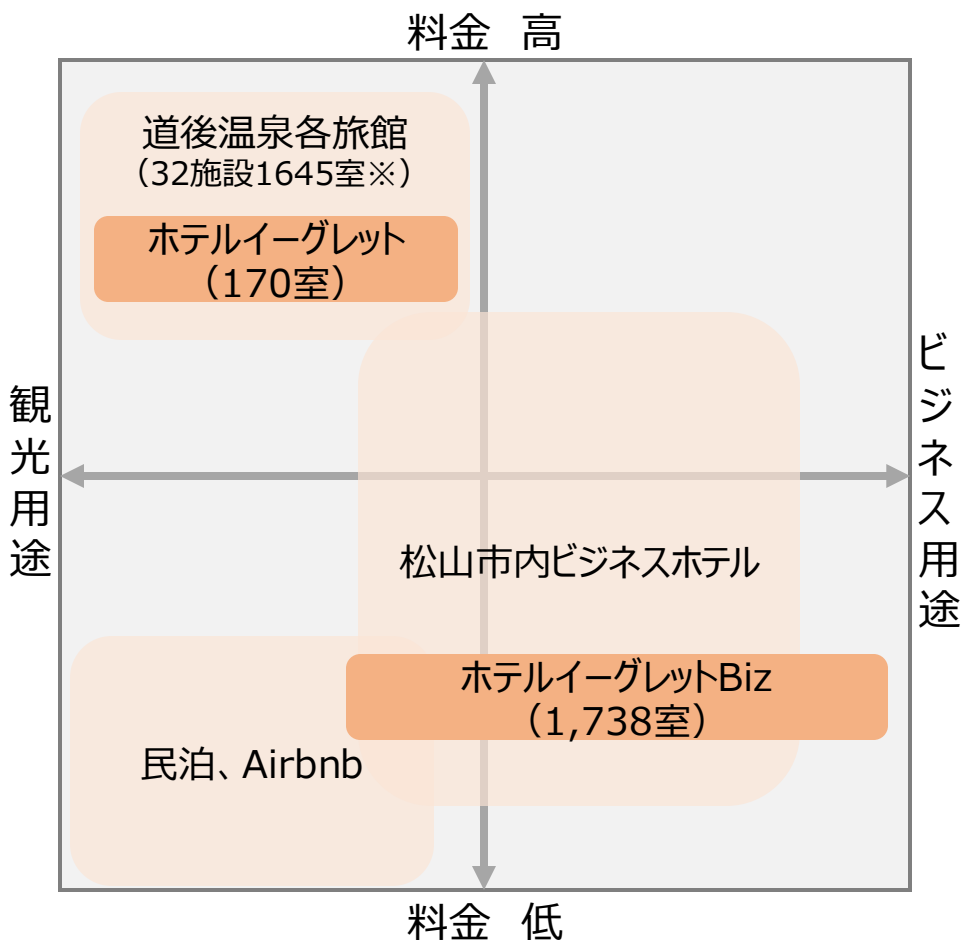 料金 高
道後温泉各旅館
（32施設1645室※）
ホテルイーグレット
（170室）
観光用途
ビジネス用途
松山市内ビジネスホテル
ホテルイーグレットBiz
（1,738室）
民泊、Airbnb
料金 低